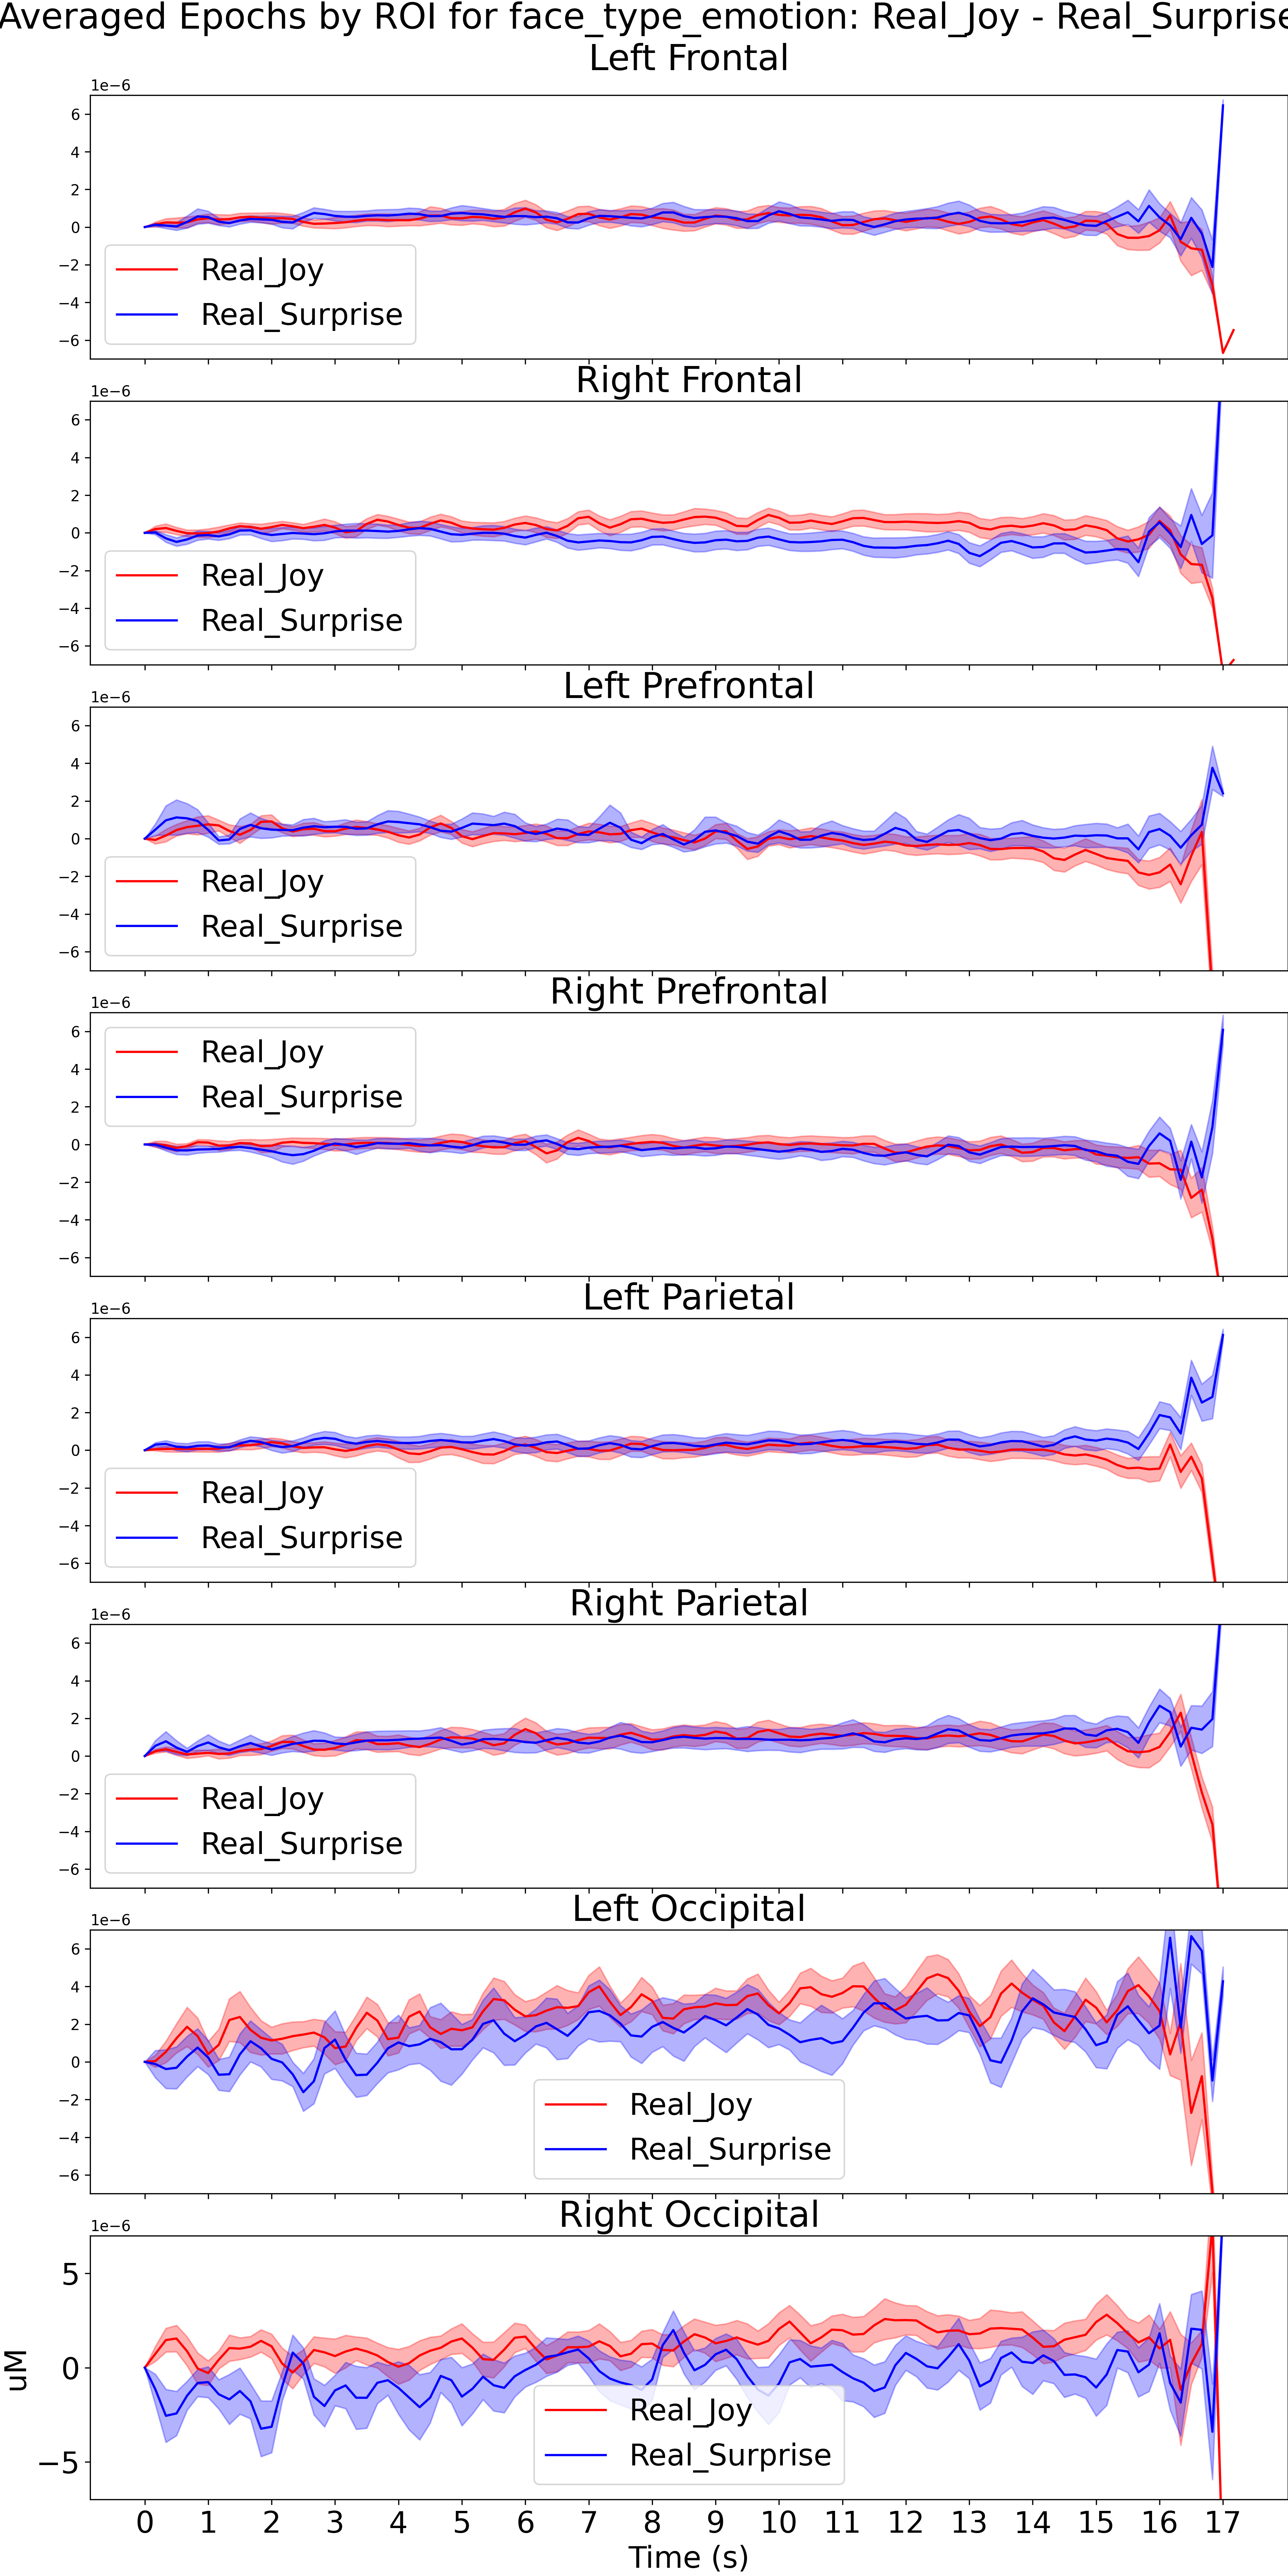 Averaged Epochs by ROI for face_type_emotion: Real_Joy - Real_Surprise
Left Frontal
1e−6
6
4
2
0
−2
−4
−6
Real_Joy
Real_Surprise
Right Frontal
1e−6
6
4
2
0
−2
−4
−6
Real_Joy
Real_Surprise
Left Prefrontal
1e−6
6
4
2
0
−2
−4
−6
Real_Joy
Real_Surprise
Right Prefrontal
1e−6
6
4
2
0
−2
−4
−6
Real_Joy
Real_Surprise
Left Parietal
1e−6
6
4
2
0
−2
−4
−6
Real_Joy
Real_Surprise
Right Parietal
1e−6
6
4
2
0
−2
−4
−6
Real_Joy
Real_Surprise
Left Occipital
1e−6
6
4
2
0
−2
−4
−6
Real_Joy
Real_Surprise
Right Occipital
1e−6
5
0
−5
uM
Real_Joy
Real_Surprise
0 1 2 3 4 5 6 7 8 9 10 11 12 13 14 15 16 17
Time (s)